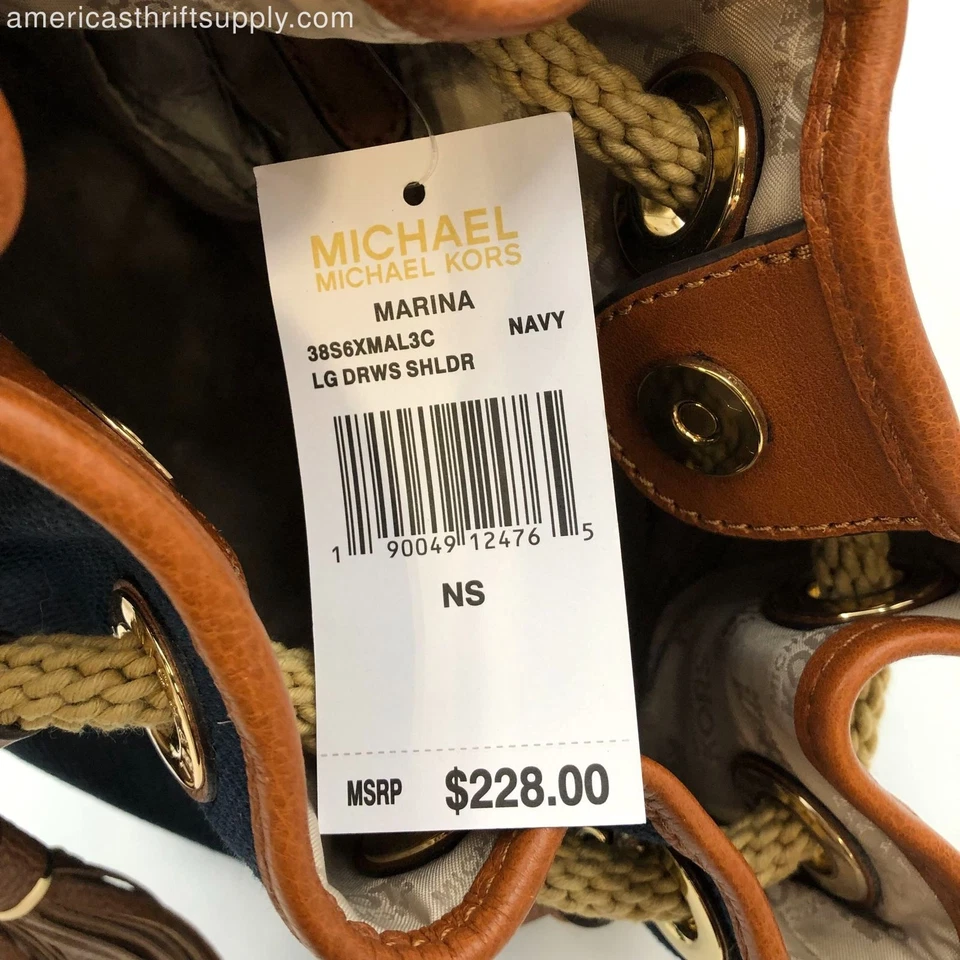 americasthriftsupply.com
MICHAEL
MICHAEL KORS
MARINA
38S6XMAL3C NAVY
LG DRWS SHLDR
1 90049 12476 5
NS
MSRP $228.00
KORS